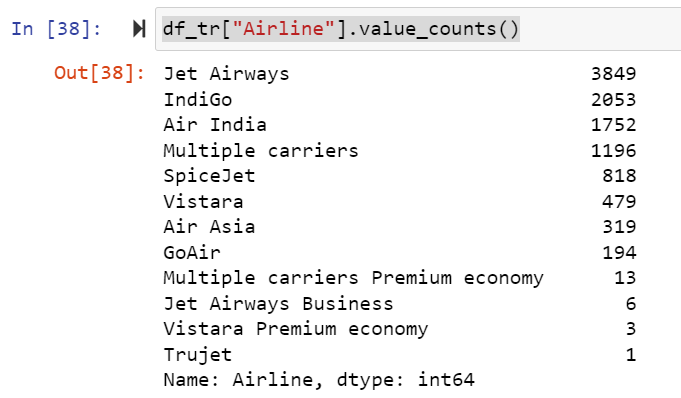 In [38]: df_tr["Airline"].value_counts()
Out[38]: Jet Airways 3849
IndiGo 2053
Air India 1752
Multiple carriers 1196
SpiceJet 818
Vistara 479
Air Asia 319
GoAir 194
Multiple carriers Premium economy 13
Jet Airways Business 6
Vistara Premium economy 3
Trujet 1
Name: Airline, dtype: int64